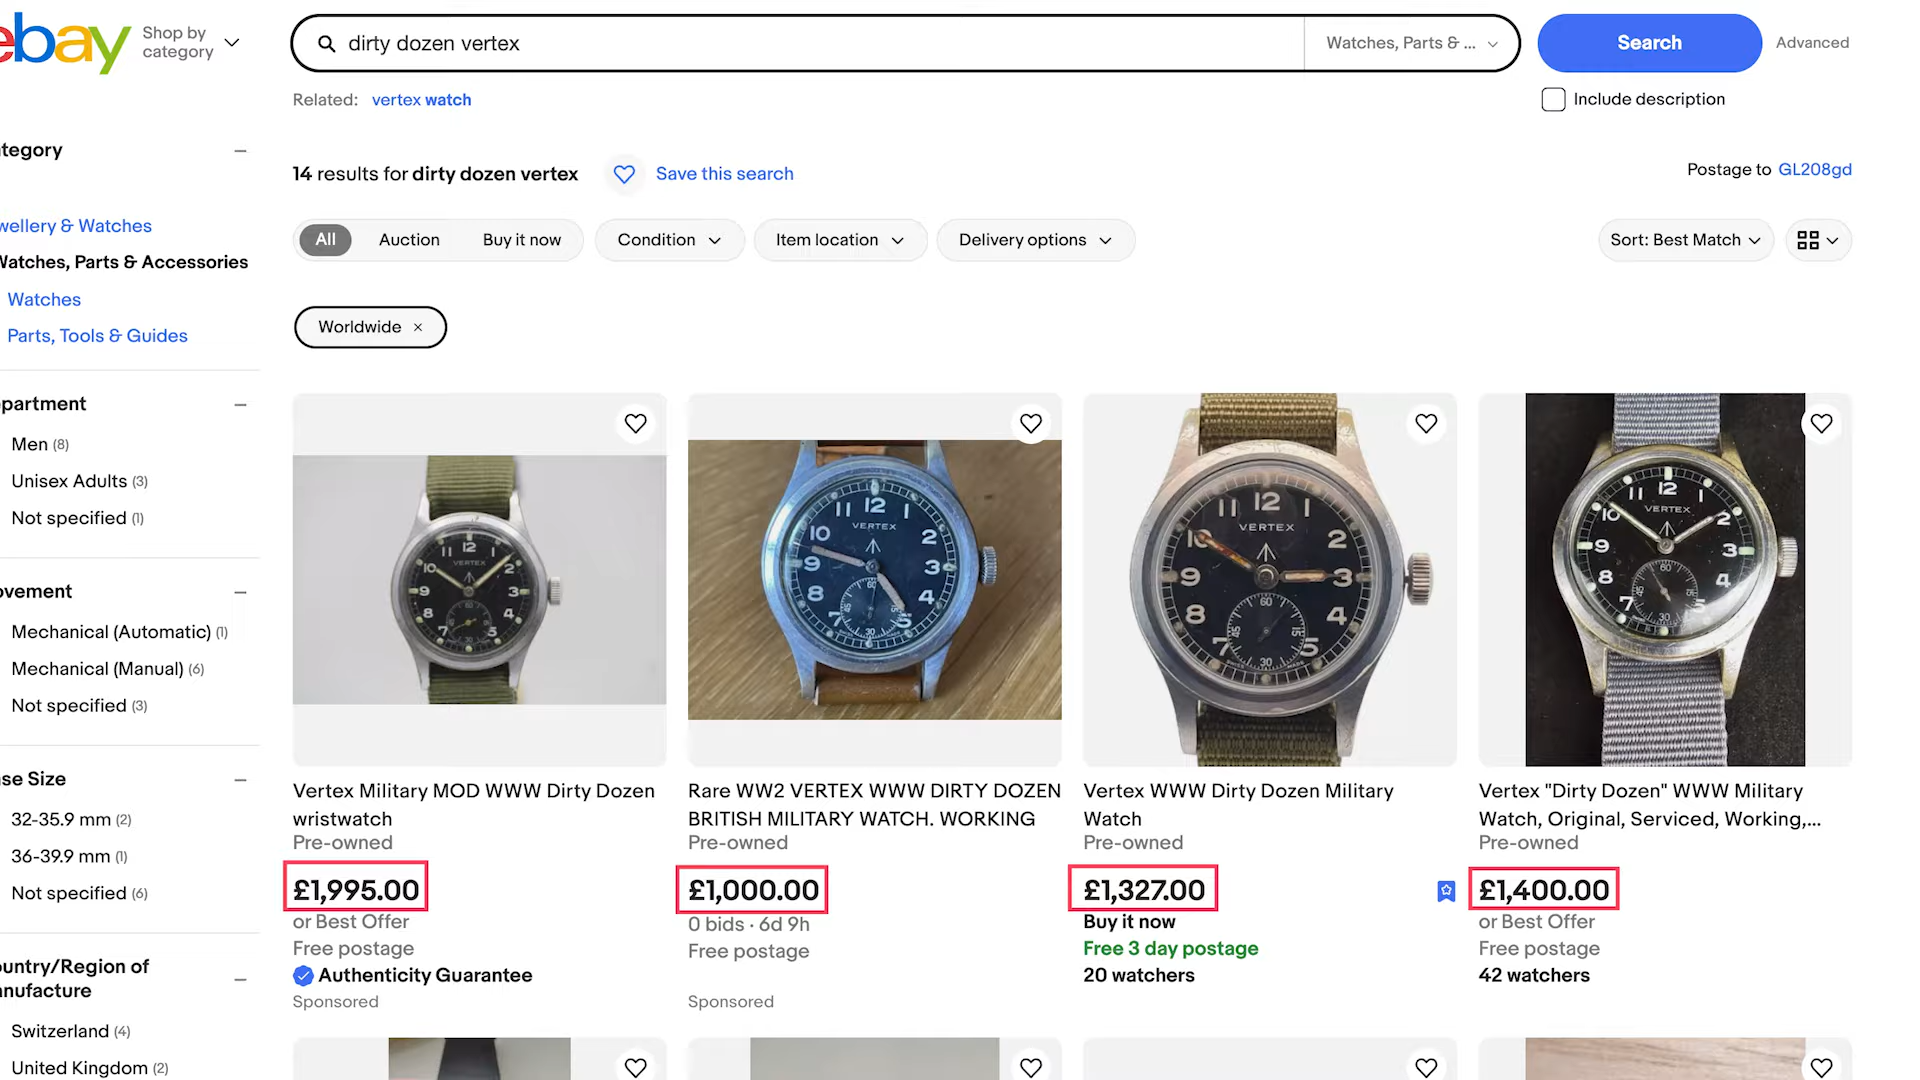 ebay
Shop by
category
dirty dozen vertex
Watches, Parts & ...
Search
Advanced
Related: vertex watch
Include description
tegory
14 results for dirty dozen vertex
Save this search
Postage to GL208gd
wellery & Watches
Watches, Parts & Accessories
Watches
Parts, Tools & Guides
All
Auction
Buy it now
Condition
Item location
Delivery options
Sort: Best Match
Worldwide ×
partment
Men (8)
Unisex Adults (3)
Not specified (1)
ovement
Mechanical (Automatic) (1)
Mechanical (Manual) (6)
Not specified (3)
se Size
32-35.9 mm (2)
36-39.9 mm (1)
Not specified (6)
untry/Region of
nufacture
Switzerland (4)
United Kingdom (2)
VERTEX
VERTEX
VERTEX
VERTEX
Vertex Military MOD WWW Dirty Dozen
wristwatch
Pre-owned
£1,995.00
or Best Offer
Free postage
Authenticity Guarantee
Sponsored
Rare WW2 VERTEX WWW DIRTY DOZEN
BRITISH MILITARY WATCH. WORKING
Pre-owned
£1,000.00
0 bids · 6d 9h
Free postage
Sponsored
Vertex WWW Dirty Dozen Military
Watch
Pre-owned
£1,327.00
Buy it now
Free 3 day postage
20 watchers
Vertex "Dirty Dozen" WWW Military
Watch, Original, Serviced, Working,...
Pre-owned
£1,400.00
or Best Offer
Free postage
42 watchers